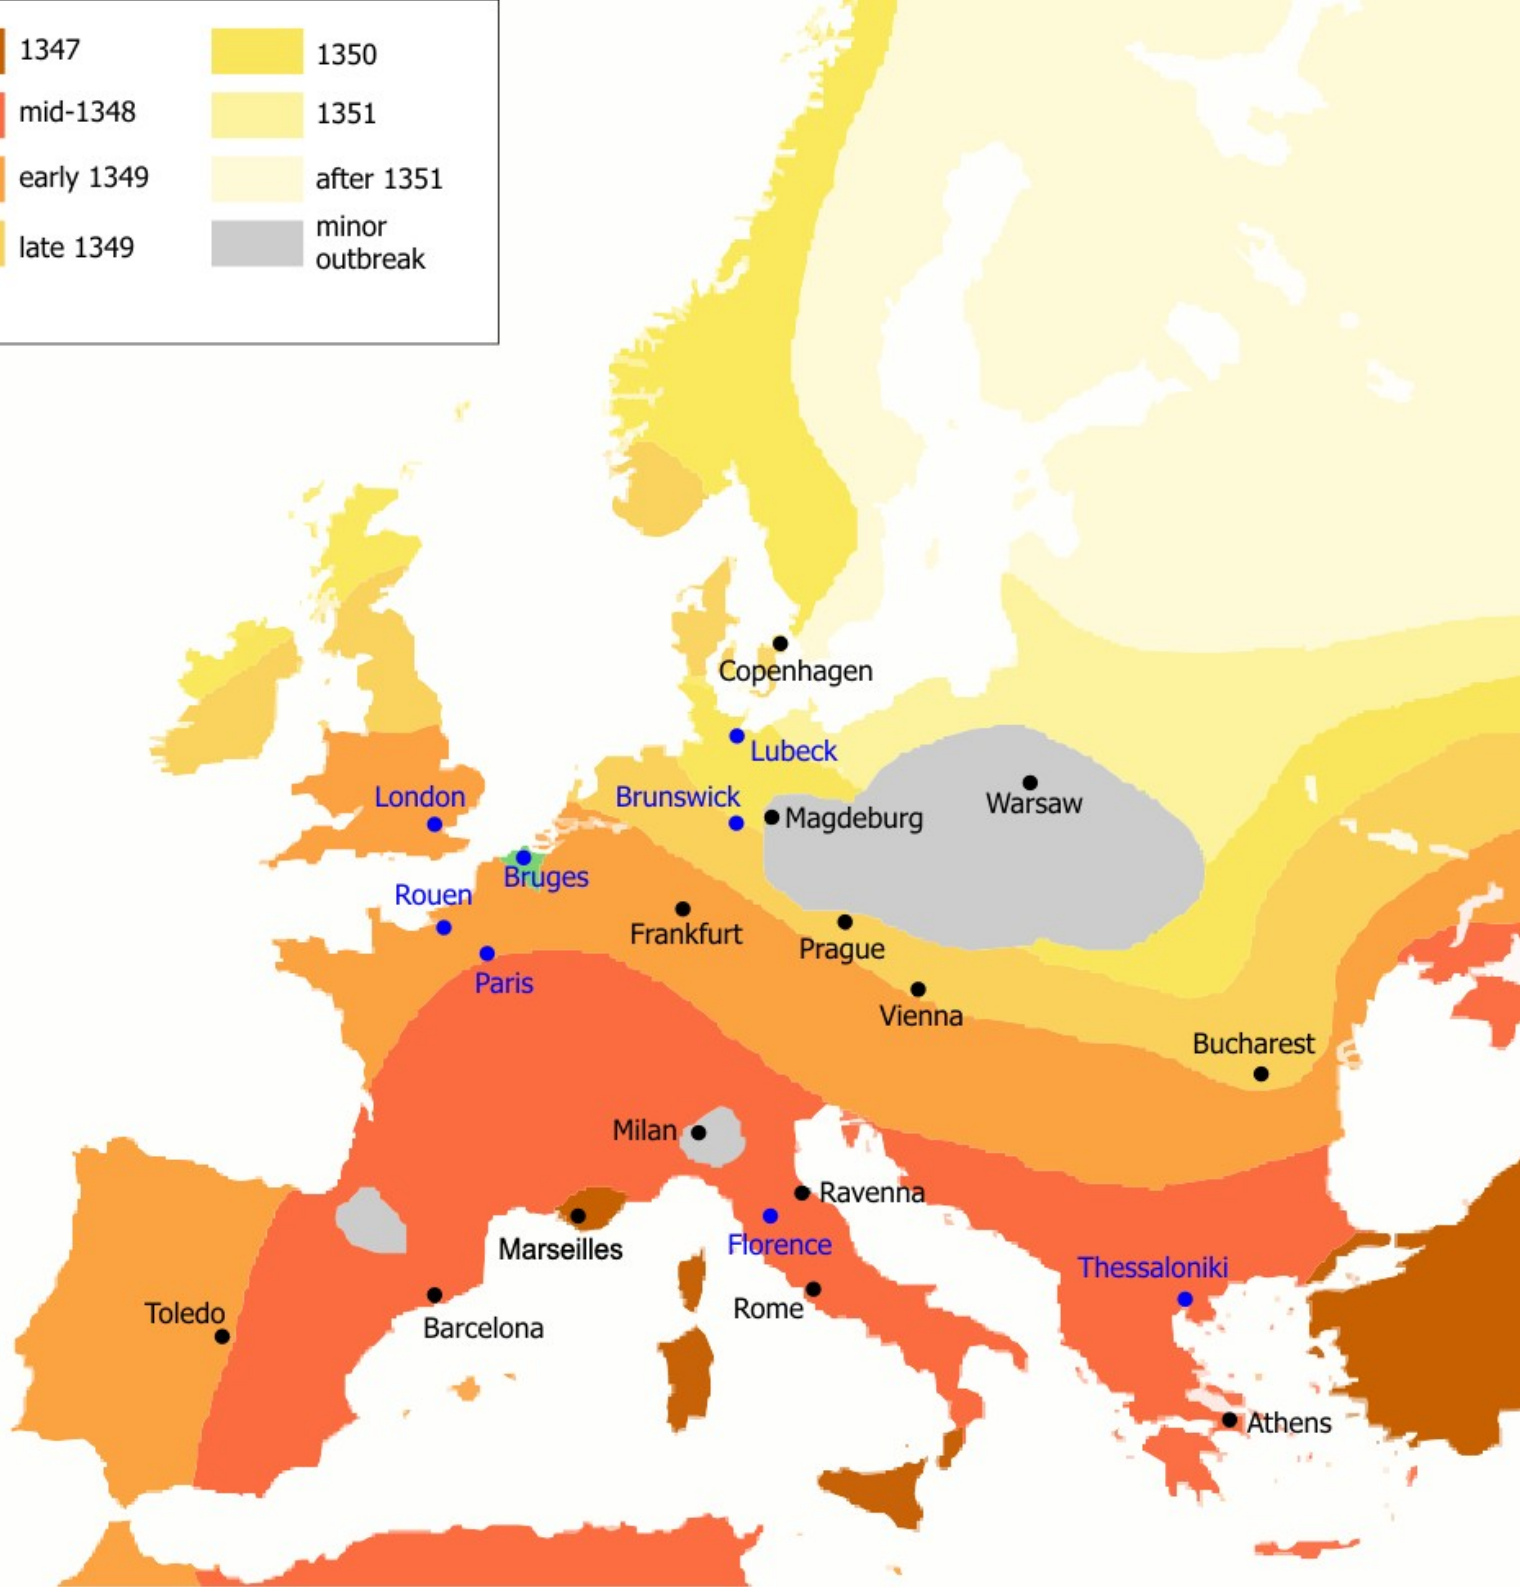 1347
mid-1348
early 1349
late 1349
1350
1351
after 1351
minor
outbreak
Copenhagen
Lubeck
London
Brunswick
Magdeburg
Warsaw
Bruges
Rouen
Frankfurt
Prague
Paris
Vienna
Bucharest
Milan
Ravenna
Marseilles
Florence
Thessaloniki
Toledo
Rome
Barcelona
Athens